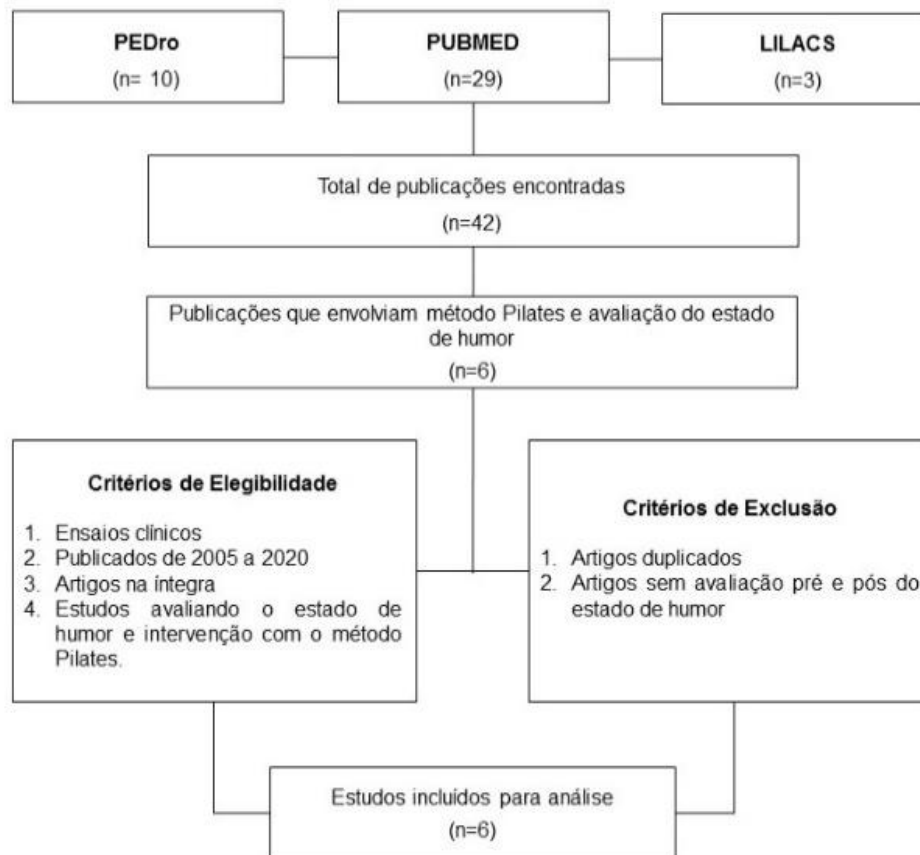 PEDro
(n= 10)
PUBMED
(n=29)
LILACS
(n=3)
Total de publicações encontradas
(n=42)
Publicações que envolviam método Pilates e avaliação do estado
de humor
(n=6)
Critérios de Elegibilidade
1. Ensaios clínicos
2. Publicados de 2005 a 2020
3. Artigos na íntegra
4. Estudos avaliando o estado de
humor e intervenção com o método
Pilates.
Critérios de Exclusão
1. Artigos duplicados
2. Artigos sem avaliação pré e pós do
estado de humor
Estudos incluídos para análise
(n=6)